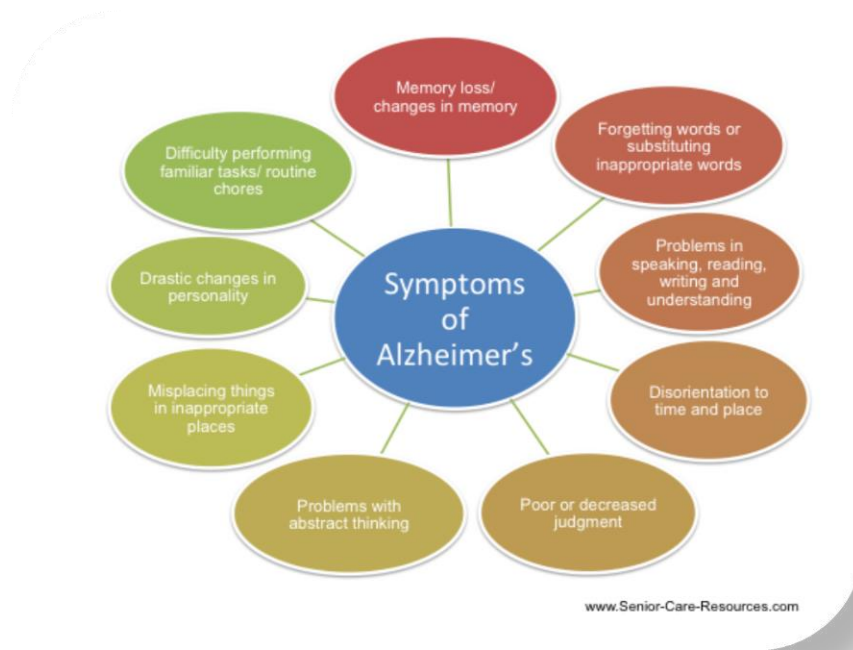 Symptoms
of
Alzheimer's
Memory loss/
changes in memory
Forgetting words or
substituting
inappropriate words
Problems in
speaking, reading,
writing and
understanding
Disorientation to
time and place
Poor or decreased
judgment
Problems with
abstract thinking
Misplacing things
in inappropriate
places
Drastic changes in
personality
Difficulty performing
familiar tasks/ routine
chores
www.Senior-Care-Resources.com